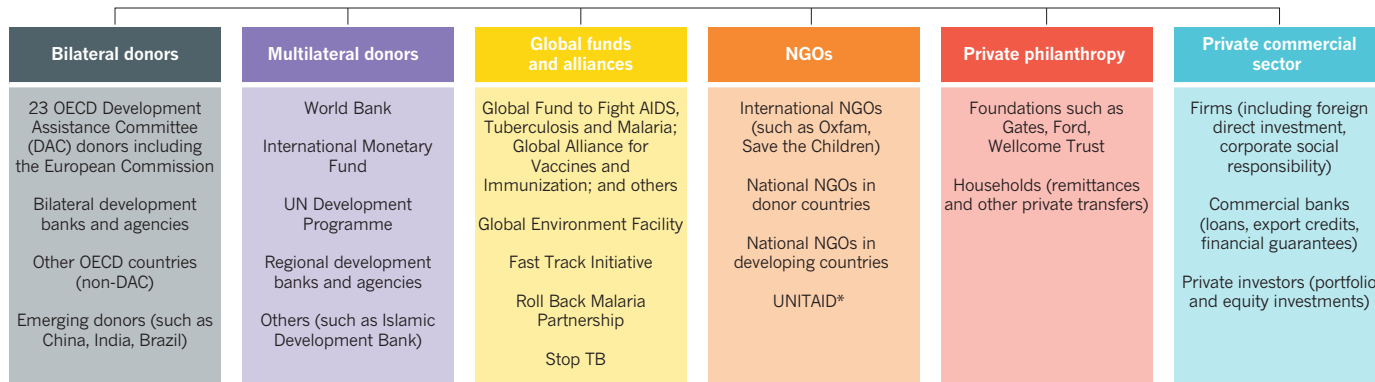 Bilateral donors
23 OECD Development
Assistance Committee
(DAC) donors including
the European Commission
Bilateral development
banks and agencies
Other OECD countries
(non-DAC)
Emerging donors (such as
China, India, Brazil)
Multilateral donors
World Bank
International Monetary
Fund
UN Development
Programme
Regional development
banks and agencies
Others (such as Islamic
Development Bank)
Global funds
and alliances
Global Fund to Fight AIDS,
Tuberculosis and Malaria;
Global Alliance for
Vaccines and
Immunization; and others
Global Environment Facility
Fast Track Initiative
Roll Back Malaria
Partnership
Stop TB
NGOs
International NGOs
(such as Oxfam,
Save the Children)
National NGOs in
donor countries
National NGOs in
developing countries
UNITAID*
Private philanthropy
Foundations such as
Gates, Ford,
Wellcome Trust
Households (remittances
and other private transfers)
Private commercial
sector
Firms (including foreign
direct investment,
corporate social
responsibility)
Commercial banks
(loans, export credits,
financial guarantees)
Private investors (portfolio
and equity investments)